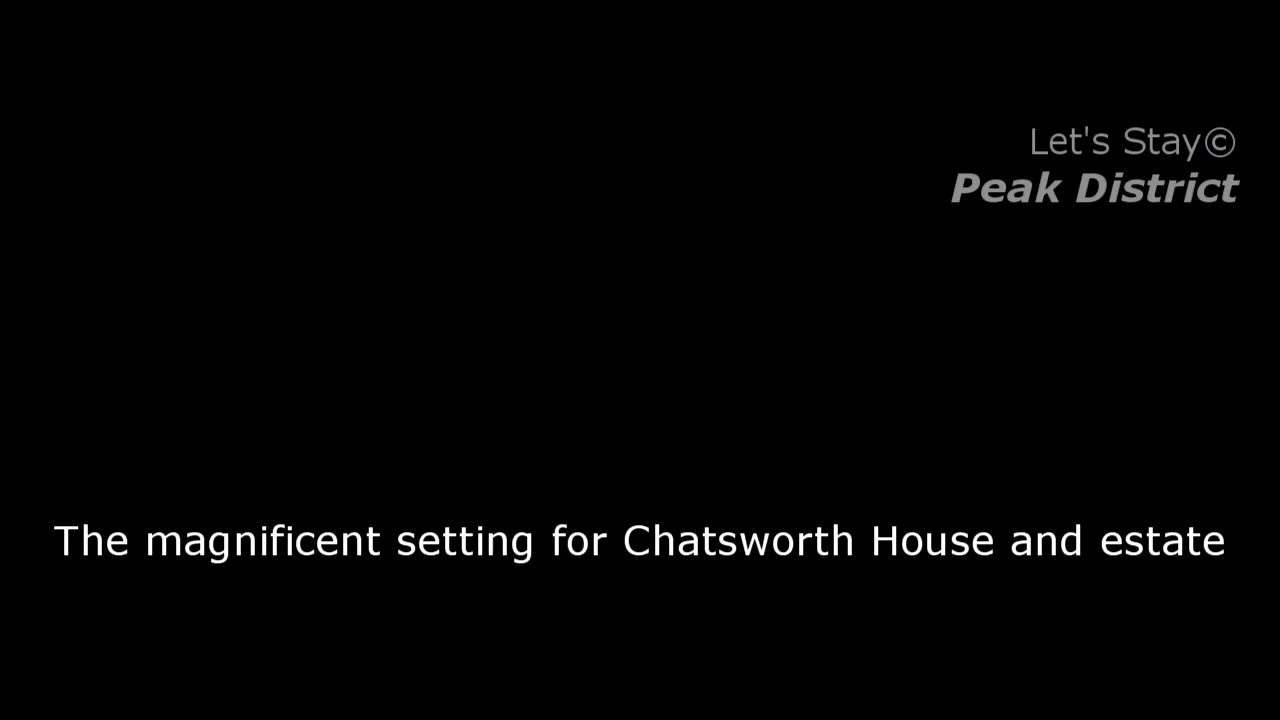 Let's Stay©
Peak District
The magnificent setting for Chatsworth House and estate